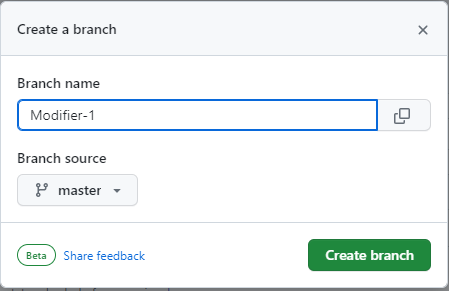 Create a branch
Branch name
Modifier-1
Branch source
master
Beta Share feedback Create branch